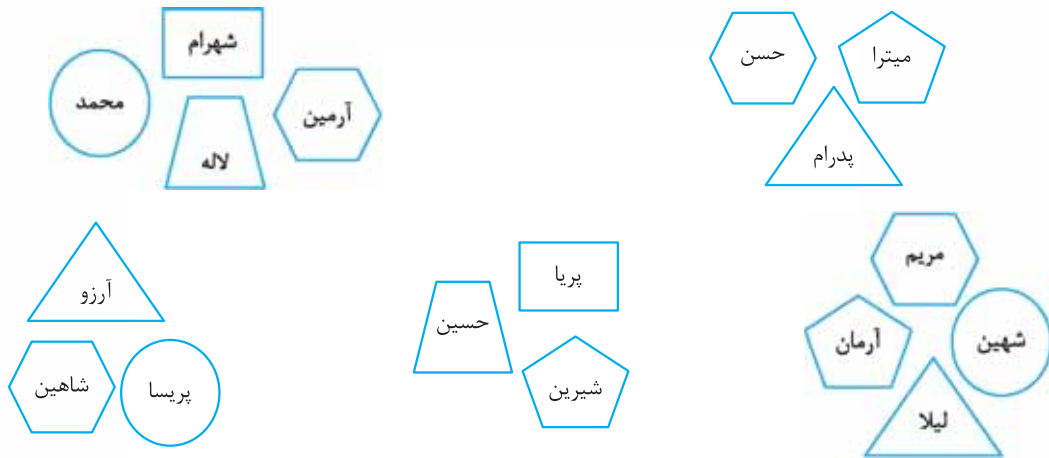 میترا
حسن
پدرام
شهرام
آرمین
محمد
لاله
مریم
شهین
آرمان
لیلا
پریا
حسین
شیرین
آرزو
پریسا
شاهین